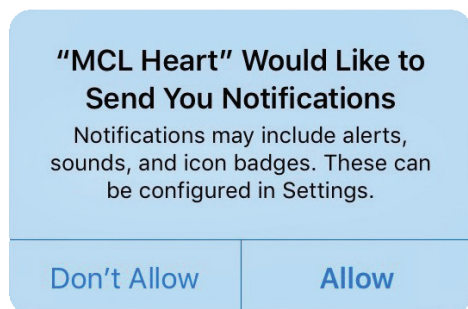 “MCL Heart” Would Like to
Send You Notifications
Notifications may include alerts,
sounds, and icon badges. These can
be configured in Settings.
Don’t Allow
Allow